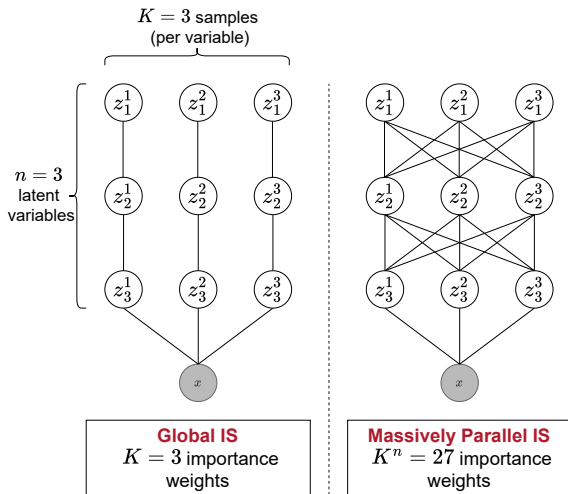 K = 3 samples
(per variable)
n = 3
latent
variables
z_1^1 z_1^2 z_1^3
z_2^1 z_2^2 z_2^3
z_3^1 z_3^2 z_3^3
x
Global IS
K = 3 importance
weights
z_1^1 z_1^2 z_1^3
z_2^1 z_2^2 z_2^3
z_3^1 z_3^2 z_3^3
x
Massively Parallel IS
K^n = 27 importance
weights